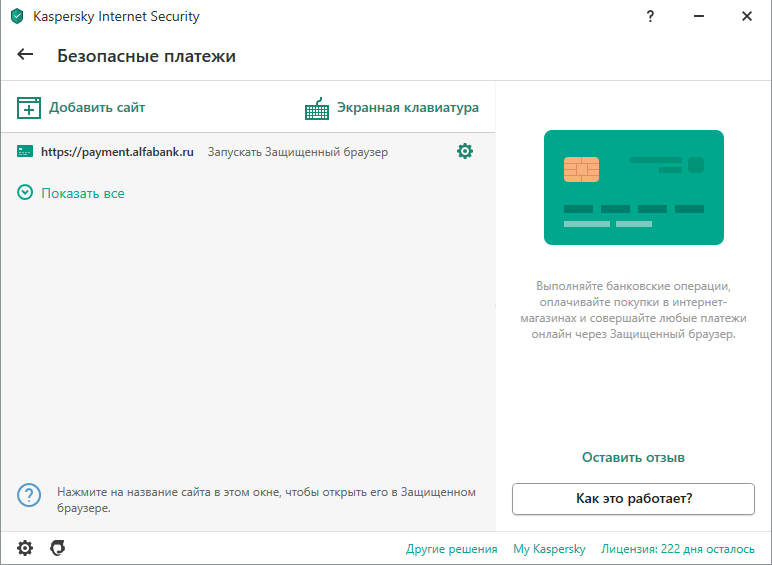 Kaspersky Internet Security
?
Безопасные платежи
Добавить сайт
Экранная клавиатура
https://payment.alfabank.ru Запускать Защищенный браузер
Показать все
Выполняйте банковские операции,
оплачивайте покупки в интернет-
магазинах и совершайте любые платежи
онлайн через Защищенный браузер.
Оставить отзыв
Как это работает?
?
Нажмите на название сайта в этом окне, чтобы открыть его в Защищенном
браузере.
Другие решения
My Kaspersky
Лицензия: 222 дня осталось